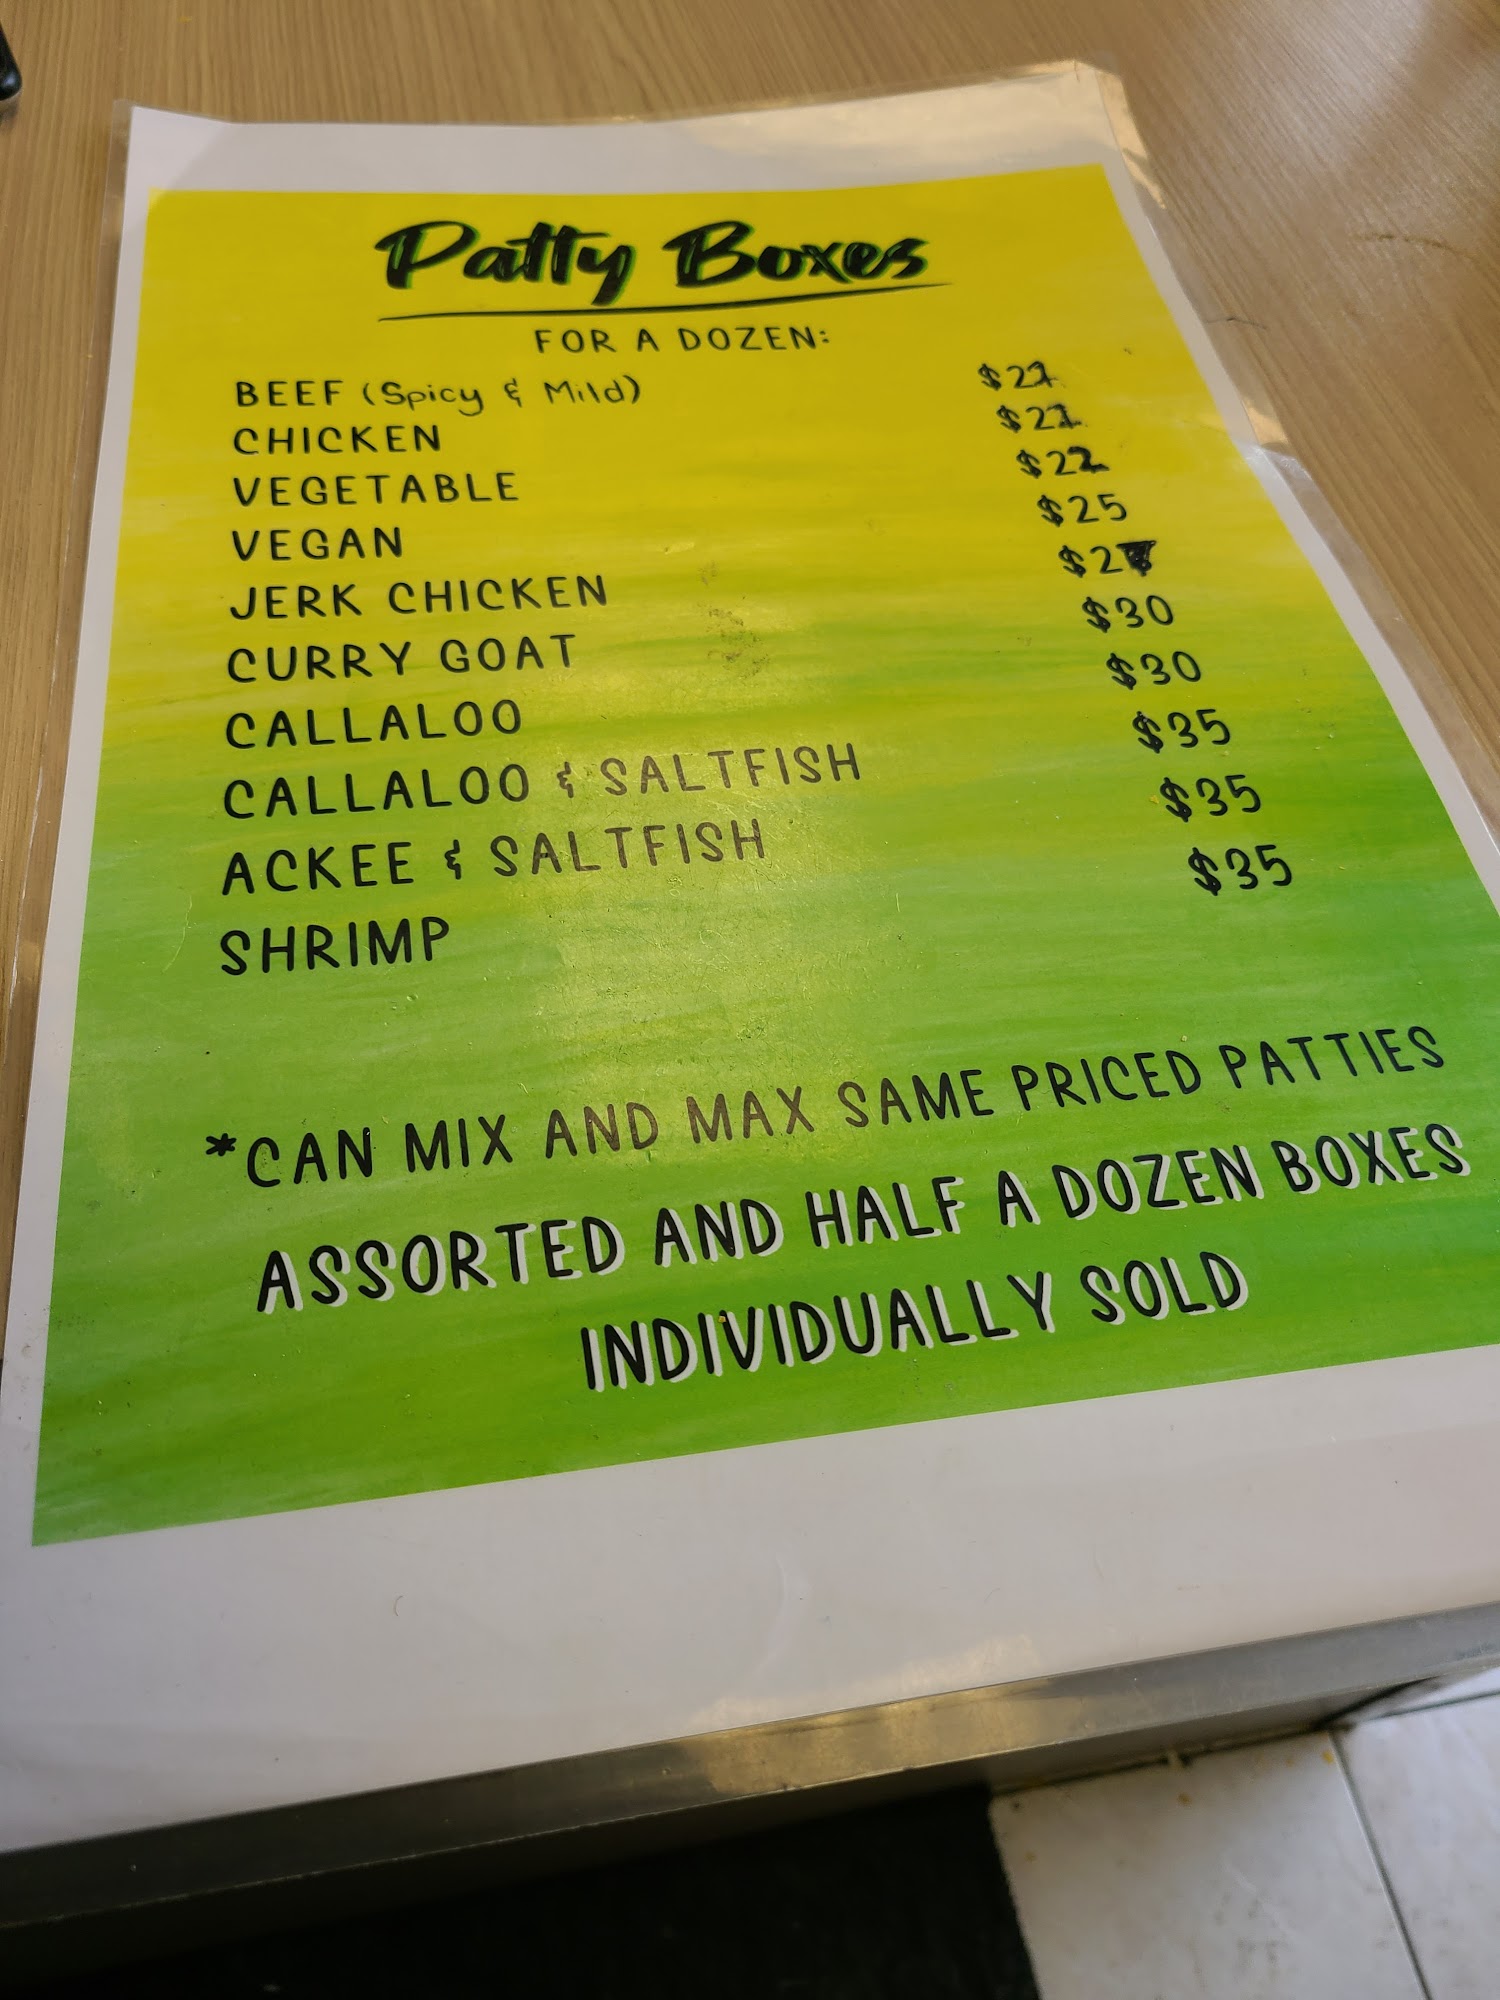 Patty Boxes
FOR A DOZEN:
BEEF (Spicy & Mild)
CHICKEN $22
VEGETABLE $22
VEGAN $25
JERK CHICKEN
CURRY GOAT $30
CALLALOO $30
CALLALOO & SALTFISH $35
ACKEE & SALTFISH $35
SHRIMP $35
*CAN MIX AND MAX SAME PRICED PATTIES
ASSORTED AND HALF A DOZEN BOXES
INDIVIDUALLY SOLD